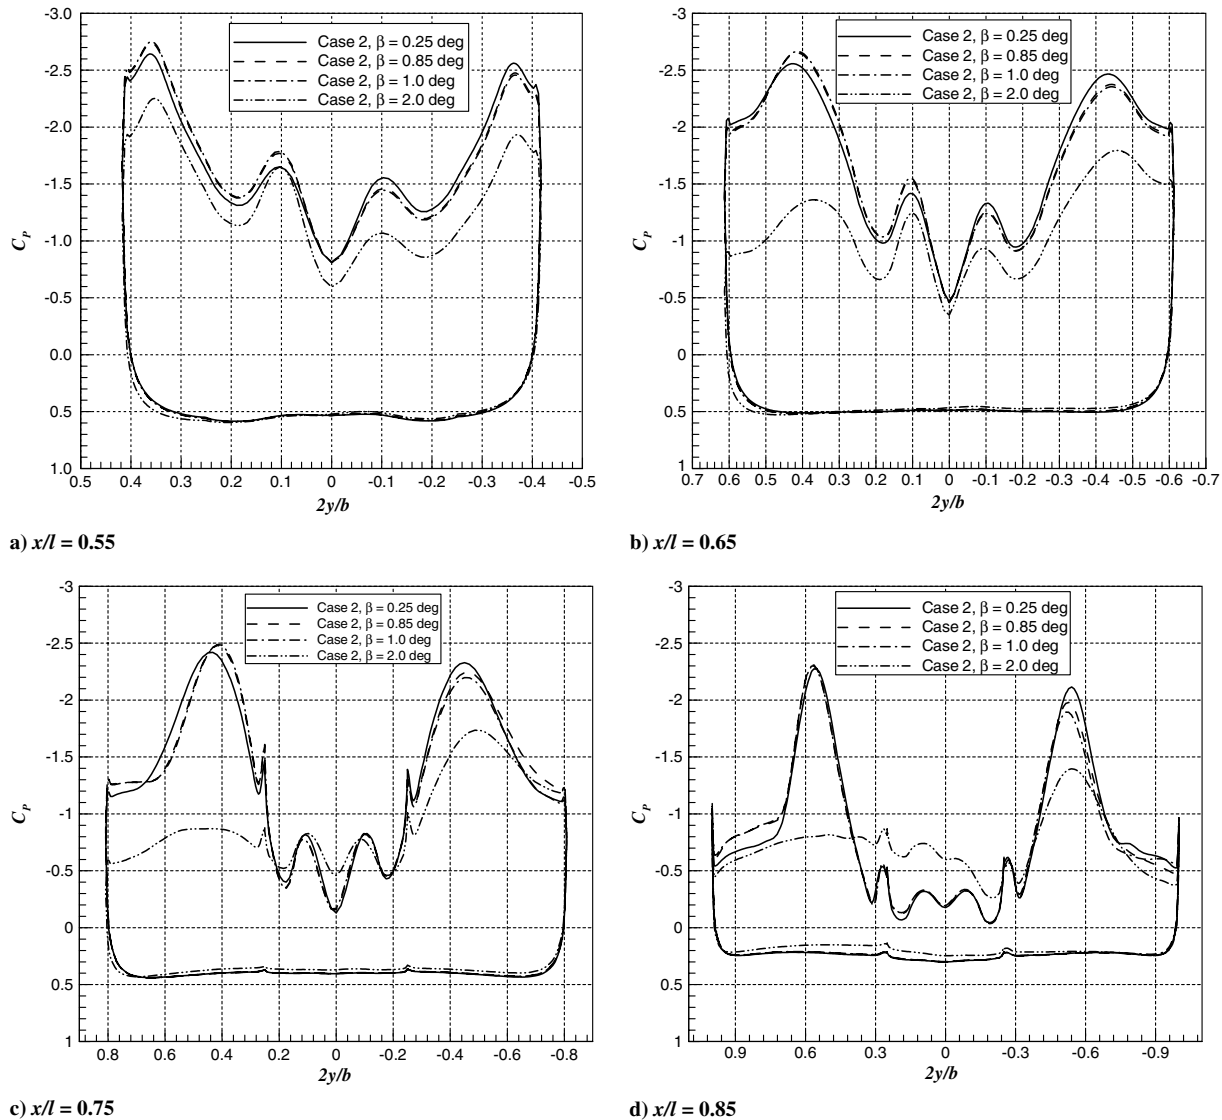 -3.0
-2.5
-2.0
-1.5
-1.0
-0.5
0.0
0.5
1.0
C_P
Case 2, β = 0.25 deg
Case 2, β = 0.85 deg
Case 2, β = 1.0 deg
Case 2, β = 2.0 deg
0.5 0.4 0.3 0.2 0.1 0 -0.1 -0.2 -0.3 -0.4 -0.5
2y/b
a) x/l = 0.55
-3
-2.5
-2
-1.5
-1
-0.5
0
0.5
1
C_P
Case 2, β = 0.25 deg
Case 2, β = 0.85 deg
Case 2, β = 1.0 deg
Case 2, β = 2.0 deg
0.7 0.6 0.5 0.4 0.3 0.2 0.1 0 -0.1 -0.2 -0.3 -0.4 -0.5 -0.6 -0.7
2y/b
b) x/l = 0.65
-3
-2.5
-2
-1.5
-1
-0.5
0
0.5
1
C_P
Case 2, β = 0.25 deg
Case 2, β = 0.85 deg
Case 2, β = 1.0 deg
Case 2, β = 2.0 deg
0.8 0.6 0.4 0.2 0 -0.2 -0.4 -0.6 -0.8
2y/b
c) x/l = 0.75
-3
-2
-1
0
1
C_P
Case 2, β = 0.25 deg
Case 2, β = 0.85 deg
Case 2, β = 1.0 deg
Case 2, β = 2.0 deg
0.9 0.6 0.3 0 -0.3 -0.6 -0.9
2y/b
d) x/l = 0.85